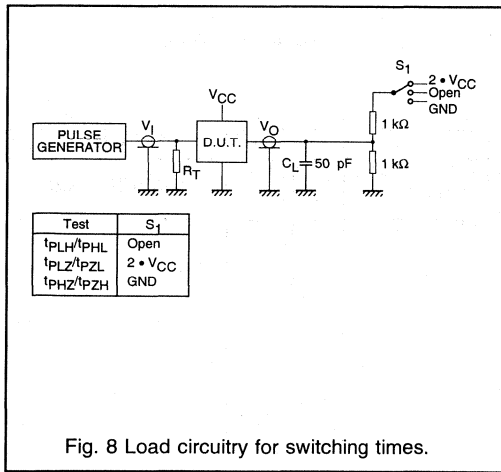 S1
2 • VCC
Open
GND
VCC
PULSE
GENERATOR
VI
D.U.T.
VO
RT
CL
50 pF
1 kΩ
1 kΩ
Test S1
tPLH/tPHL Open
tPLZ/tPZL 2 • VCC
tPHZ/tPZH GND
Fig. 8 Load circuitry for switching times.